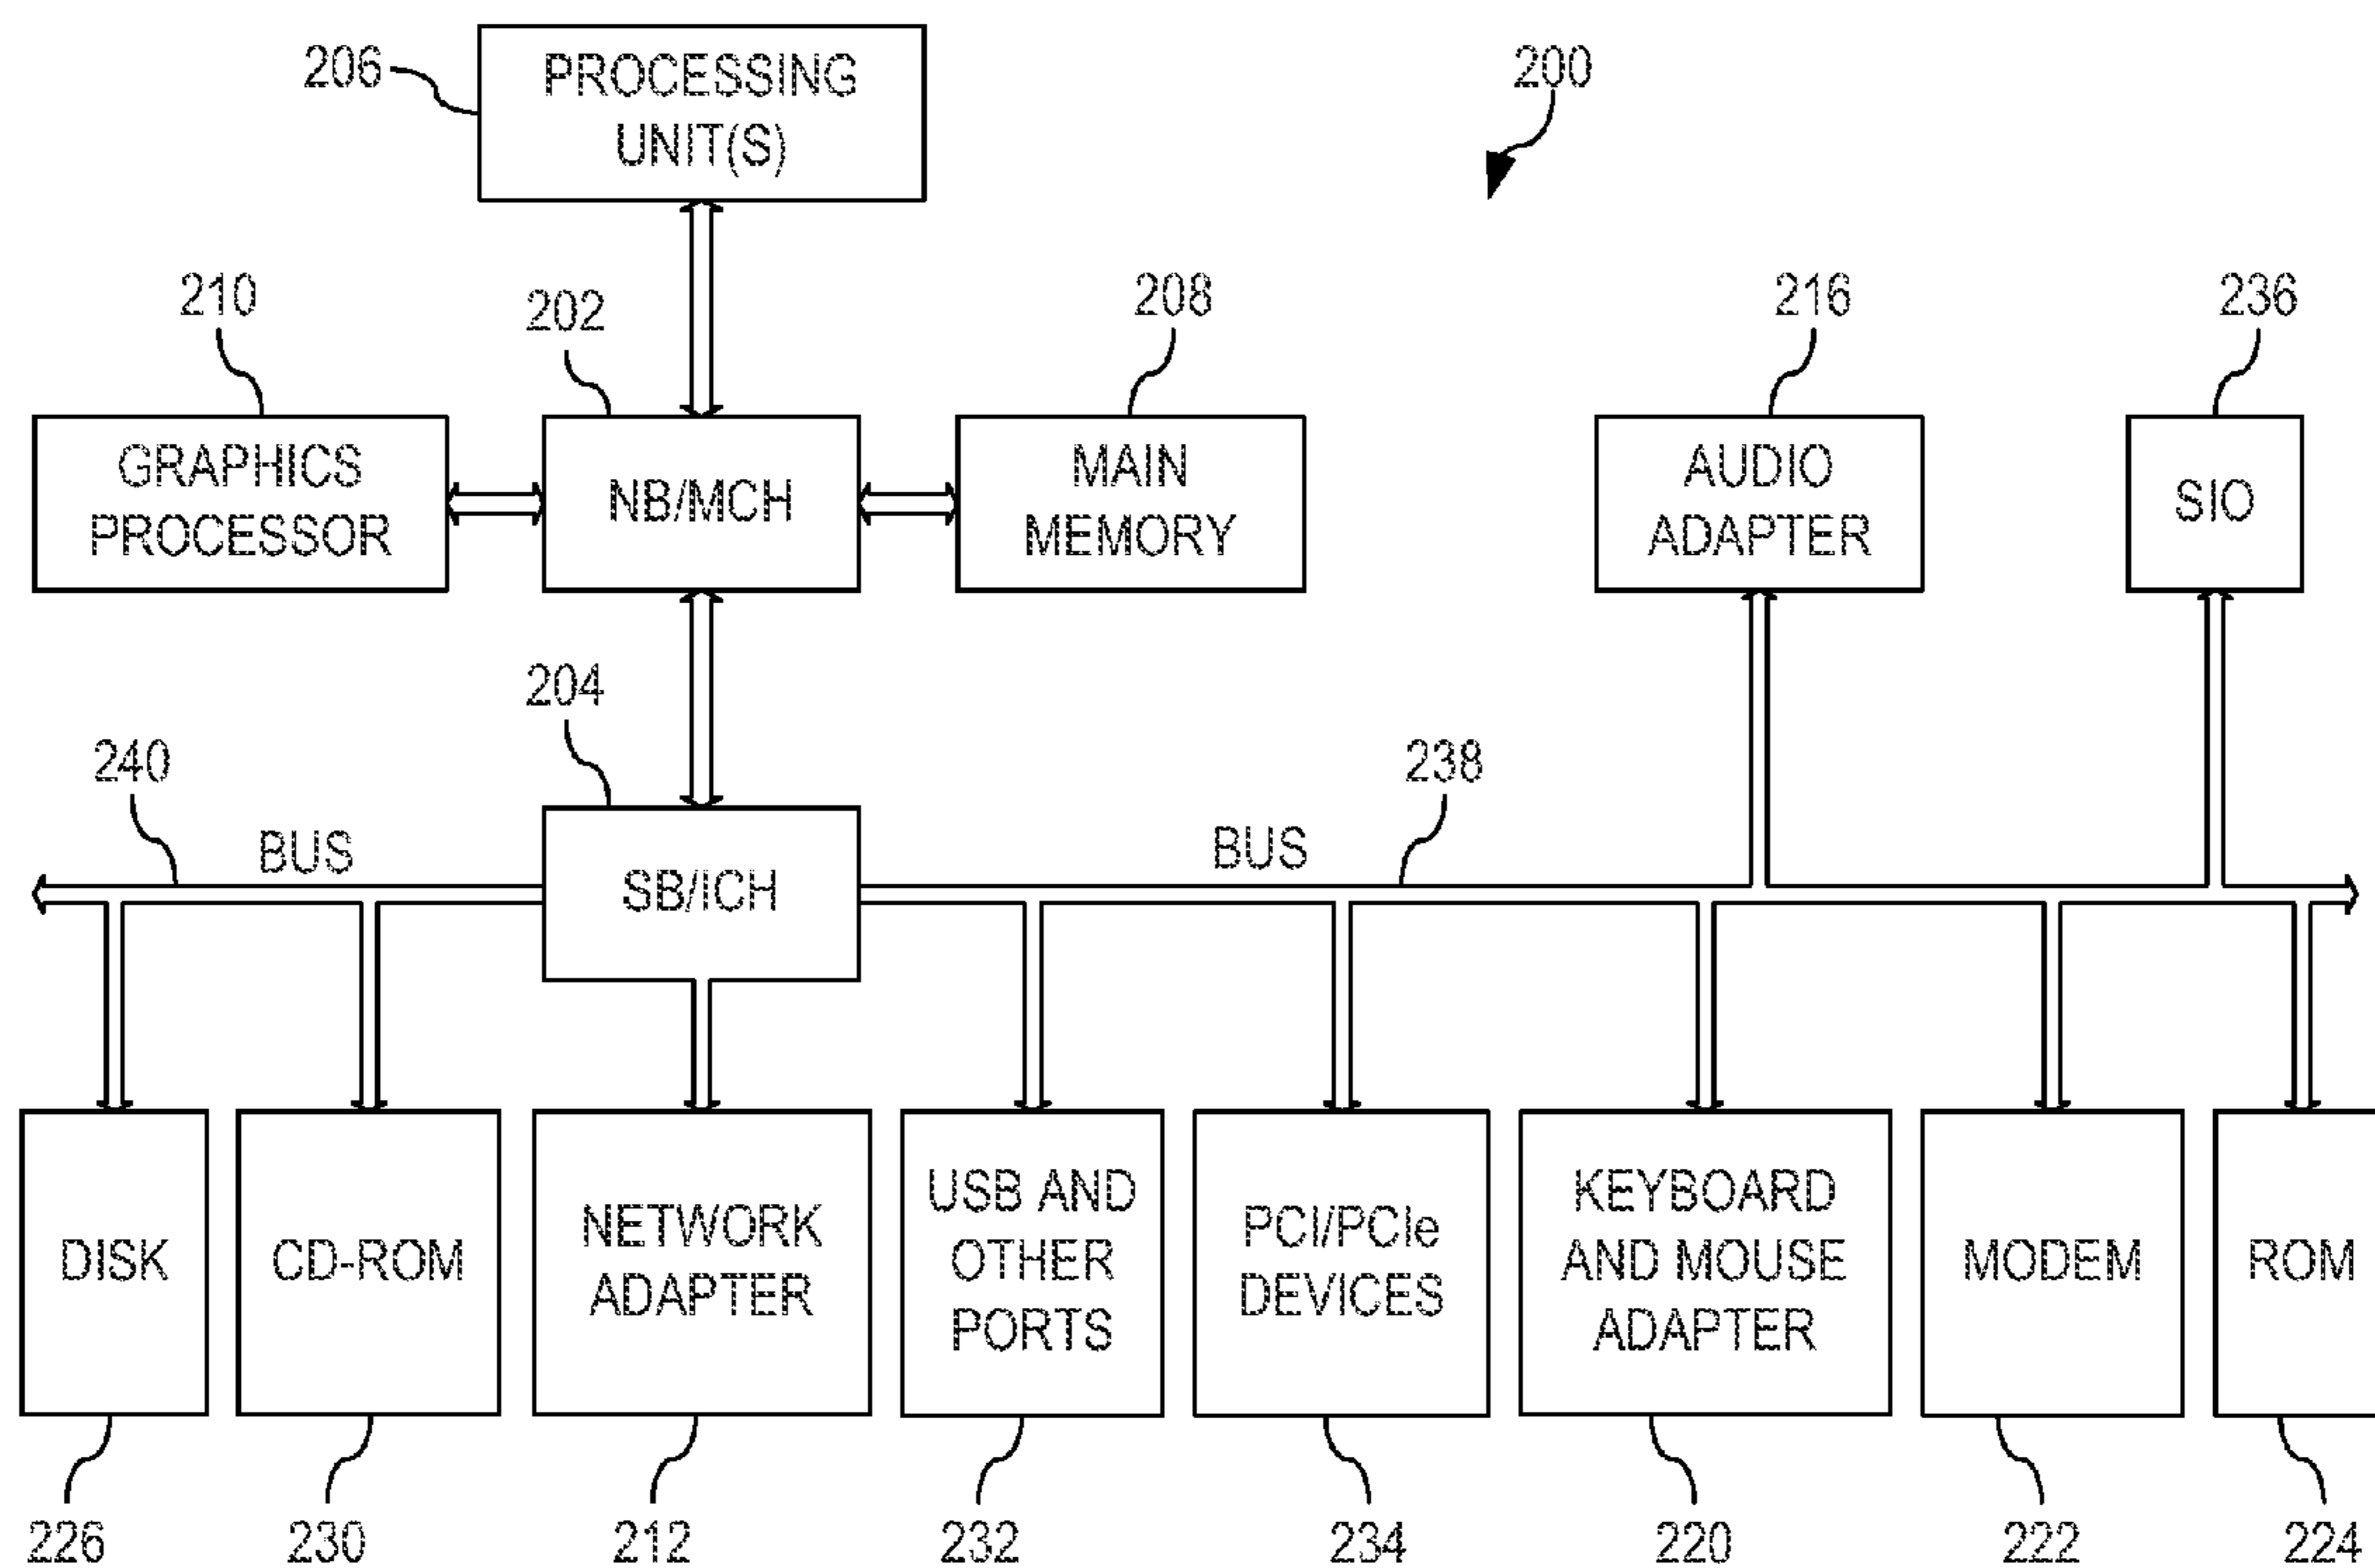 206
PROCESSING
UNIT(S)
200
210
202
208
216
236
GRAPHICS
PROCESSOR
NB/MCH
MAIN
MEMORY
AUDIO
ADAPTER
SIO
204
240
BUS
238
BUS
SB/ICH
DISK
CD-ROM
NETWORK
ADAPTER
USB AND
OTHER
PORTS
PCI/PCIe
DEVICES
KEYBOARD
AND MOUSE
ADAPTER
MODEM
ROM
226
230
212
232
234
220
222
224